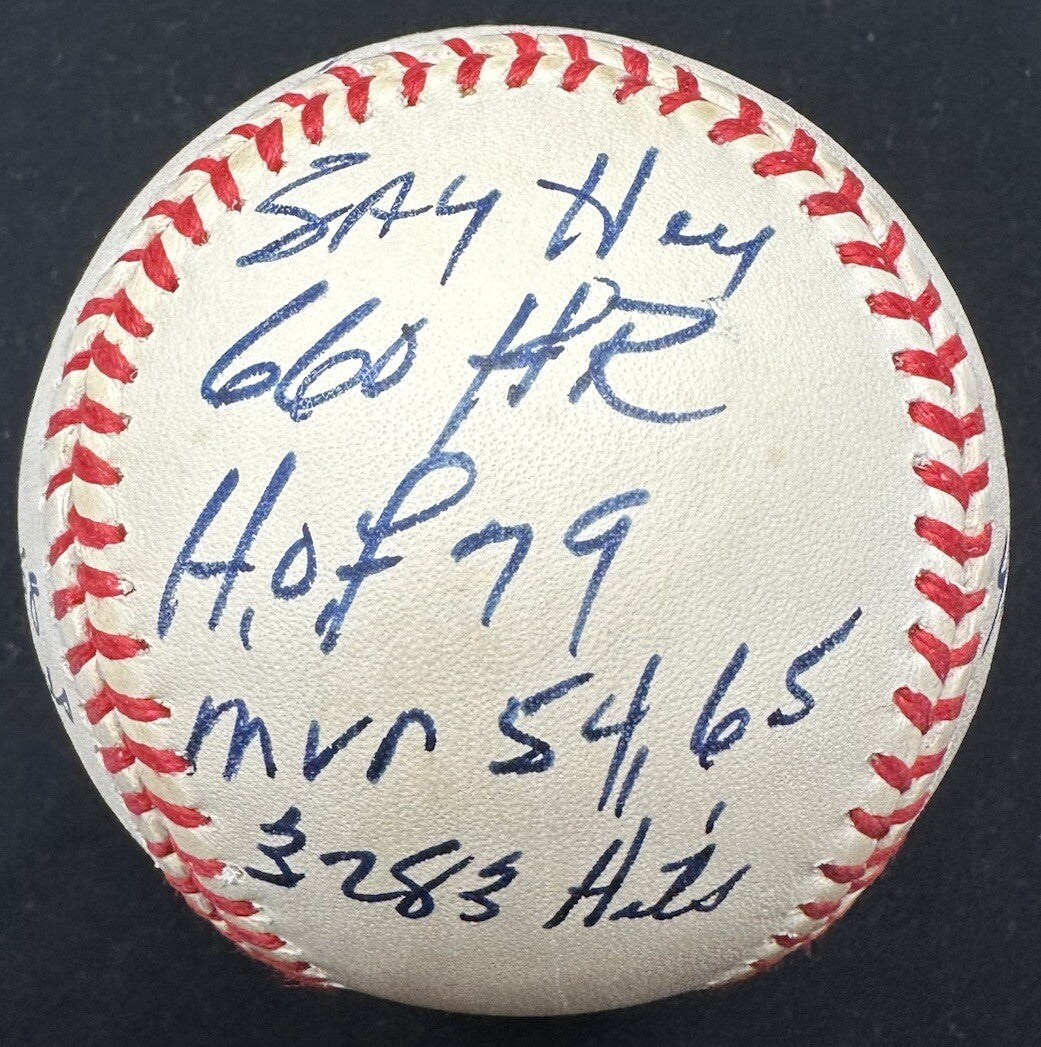 SAY Hey
660 HR
H.O.F 79
MVP 54, 65
3283 Hits